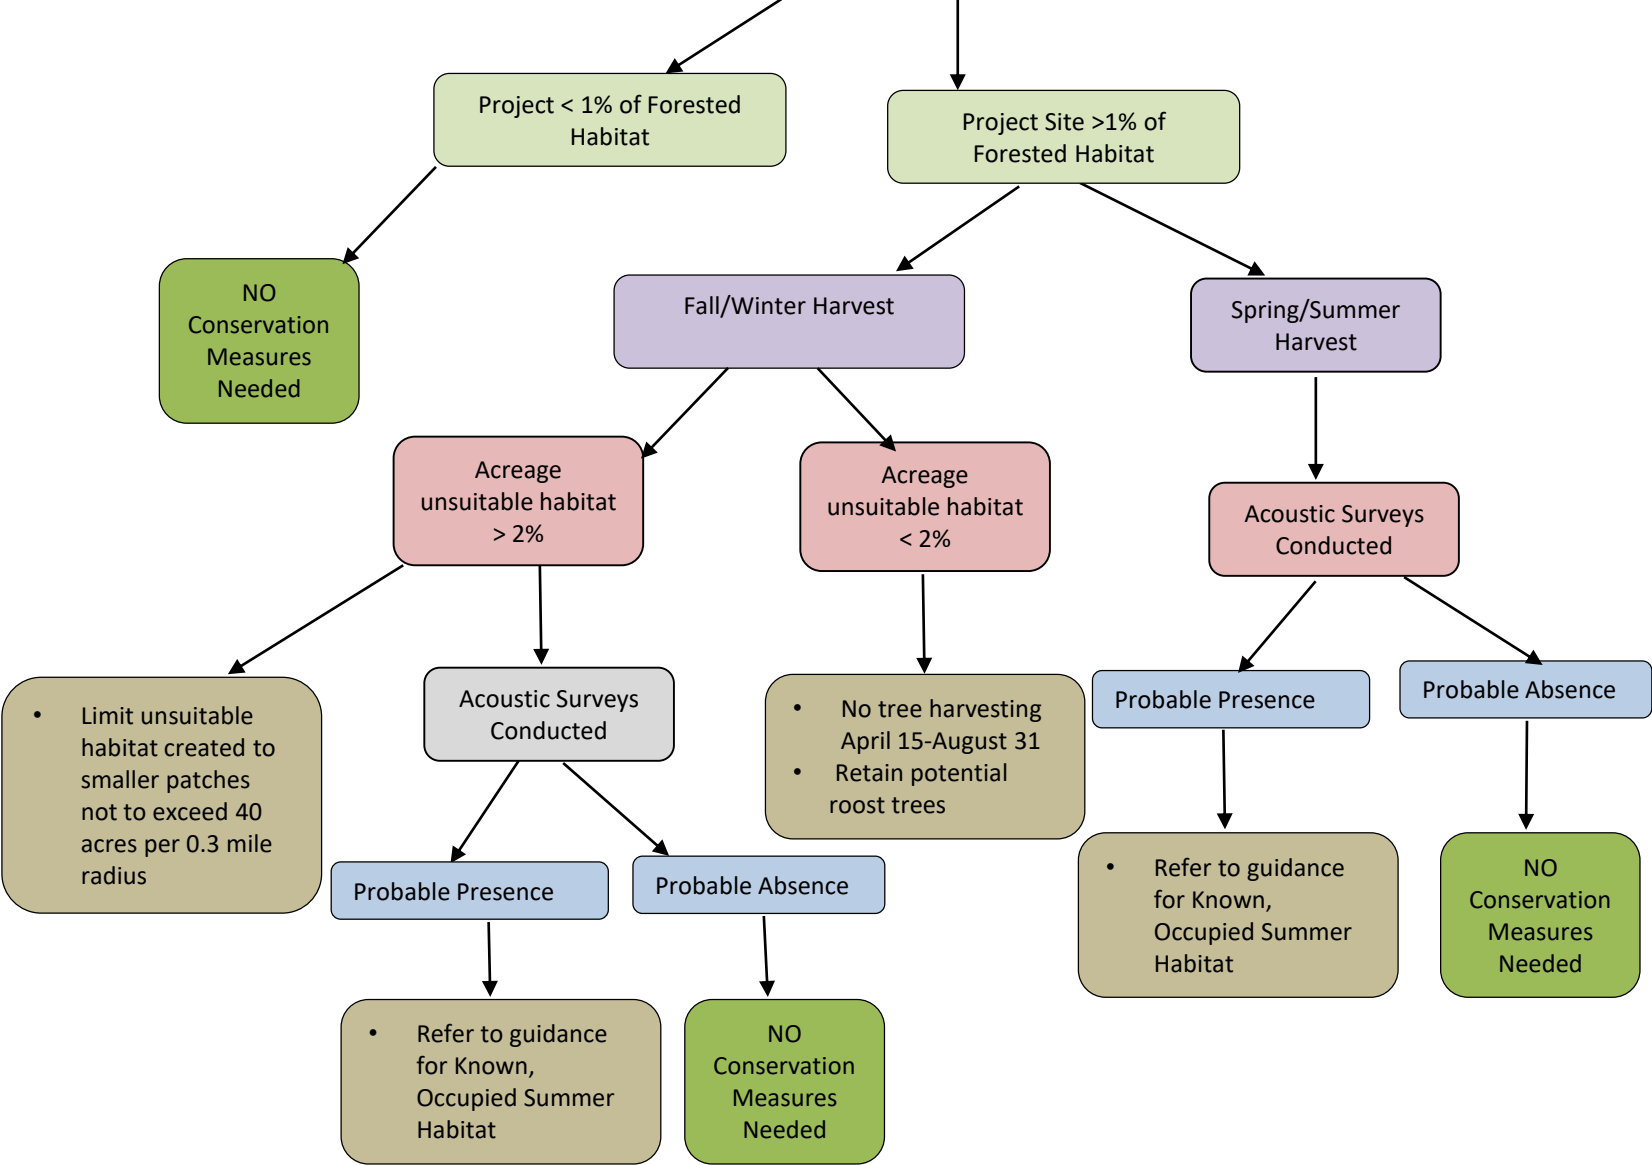 Project < 1% of Forested
Habitat
Project Site >1% of
Forested Habitat
NO
Conservation
Measures
Needed
Fall/Winter Harvest
Spring/Summer
Harvest
Acreage
unsuitable habitat
> 2%
Acreage
unsuitable habitat
< 2%
Acoustic Surveys
Conducted
• Limit unsuitable
habitat created to
smaller patches
not to exceed 40
acres per 0.3 mile
radius
Acoustic Surveys
Conducted
• No tree harvesting
April 15-August 31
• Retain potential
roost trees
Probable Presence
Probable Absence
Probable Presence
Probable Absence
• Refer to guidance
for Known,
Occupied Summer
Habitat
NO
Conservation
Measures
Needed
• Refer to guidance
for Known,
Occupied Summer
Habitat
NO
Conservation
Measures
Needed